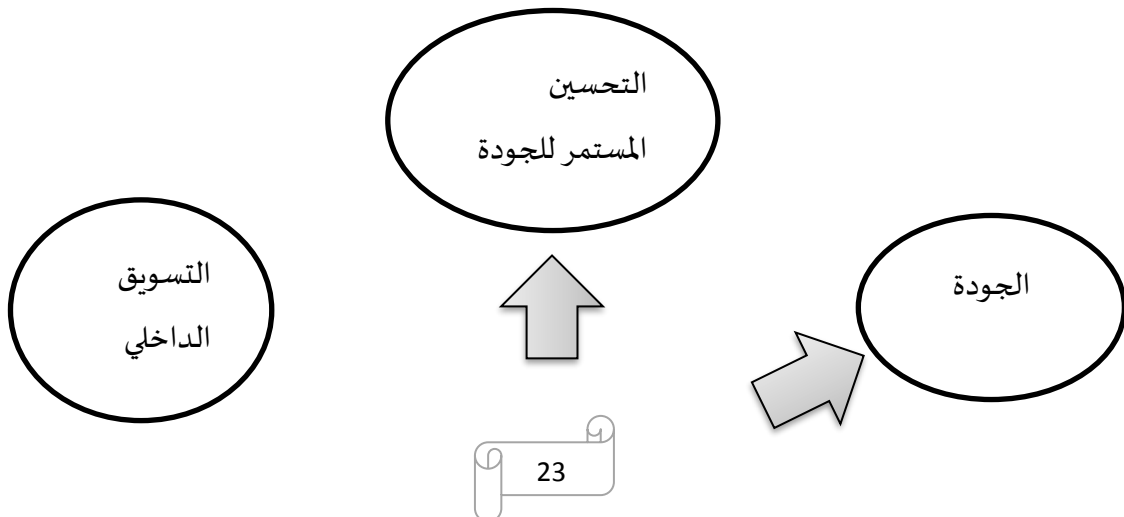 التحسين
المستمر للجودة
الجودة
التسويق
الداخلي
23